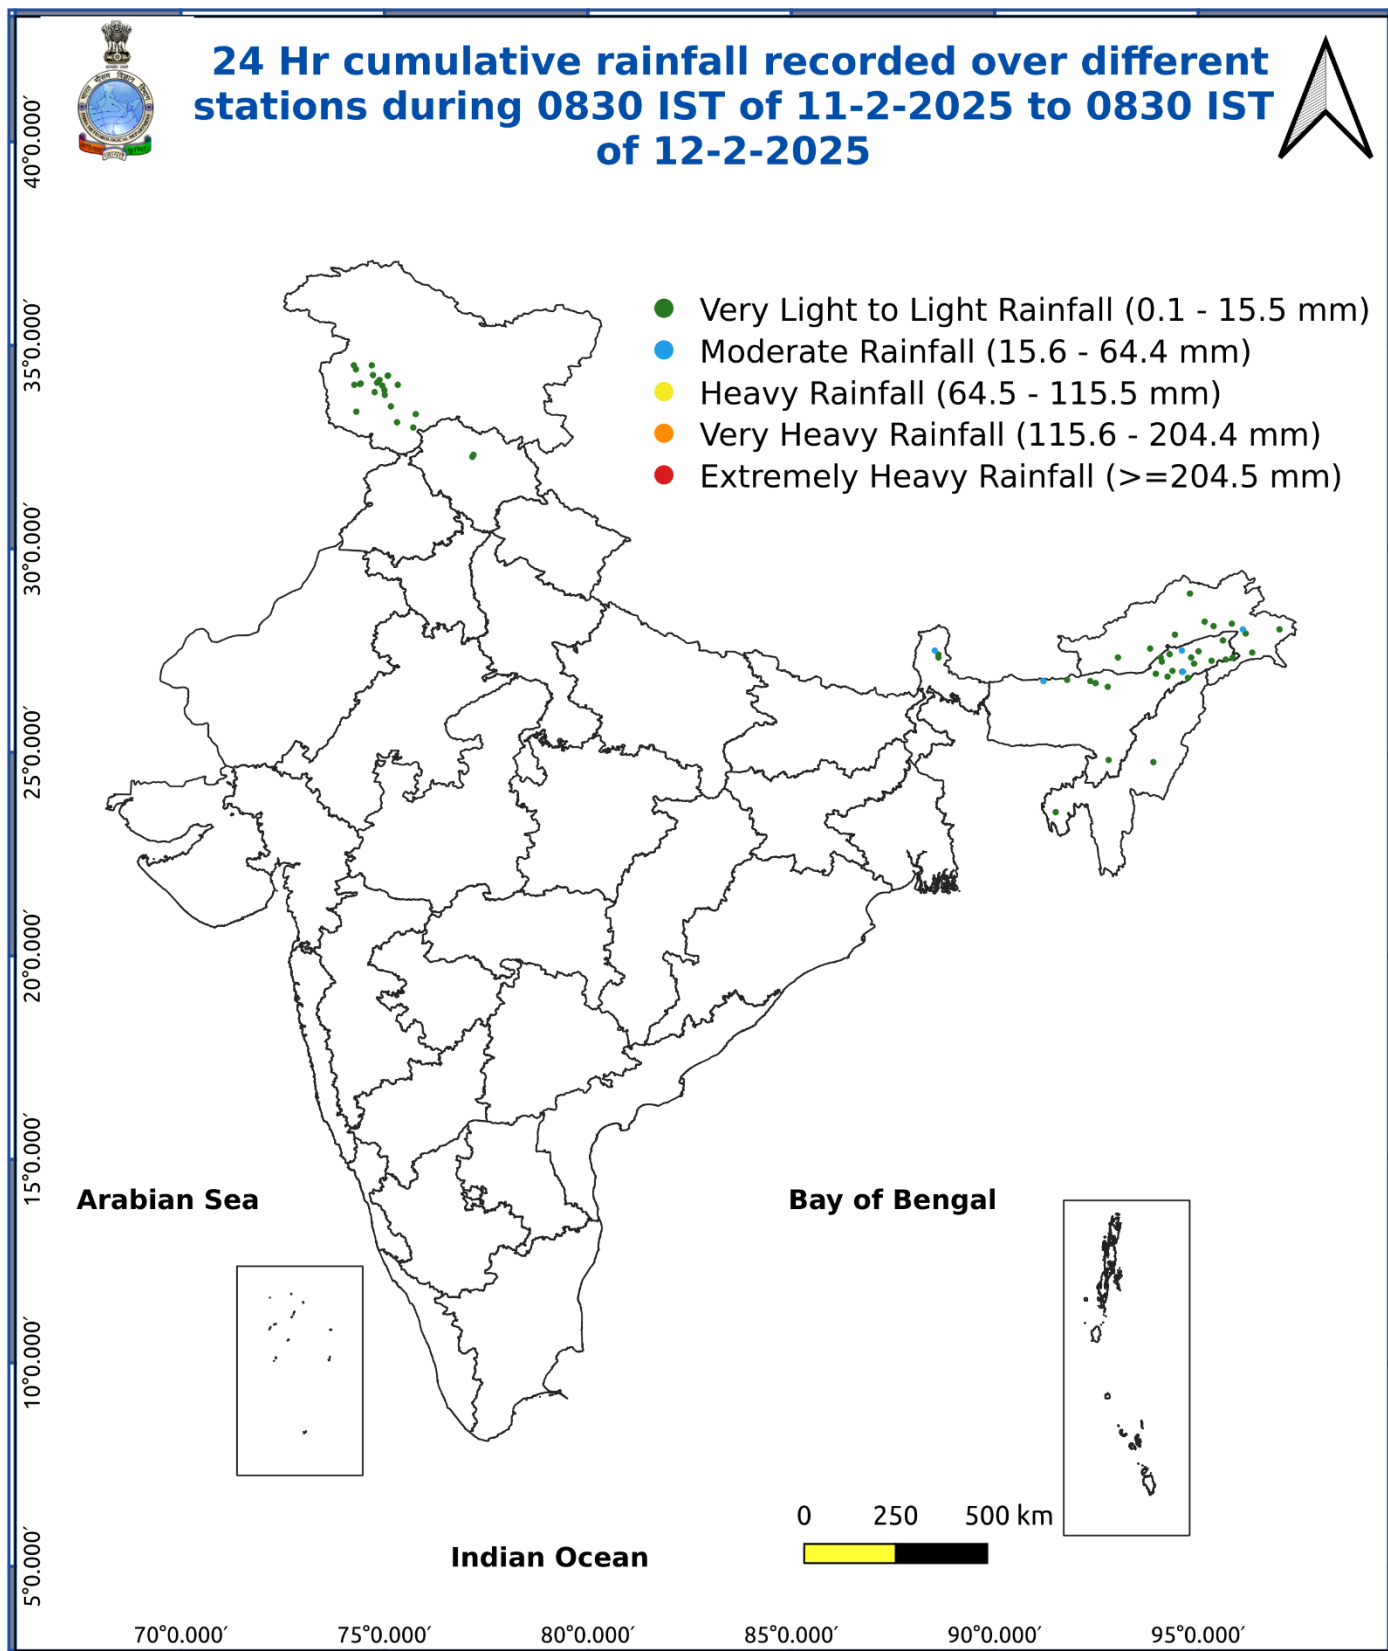 24 Hr cumulative rainfall recorded over different
stations during 0830 IST of 11-2-2025 to 0830 IST
of 12-2-2025
Very Light to Light Rainfall (0.1 - 15.5 mm)
Moderate Rainfall (15.6 - 64.4 mm)
Heavy Rainfall (64.5 - 115.5 mm)
Very Heavy Rainfall (115.6 - 204.4 mm)
Extremely Heavy Rainfall (>=204.5 mm)
40°0.000′
35°0.000′
30°0.000′
25°0.000′
20°0.000′
15°0.000′
10°0.000′
5°0.000′
Arabian Sea
Bay of Bengal
Indian Ocean
0 250 500 km
70°0.000′ 75°0.000′ 80°0.000′ 85°0.000′ 90°0.000′ 95°0.000′